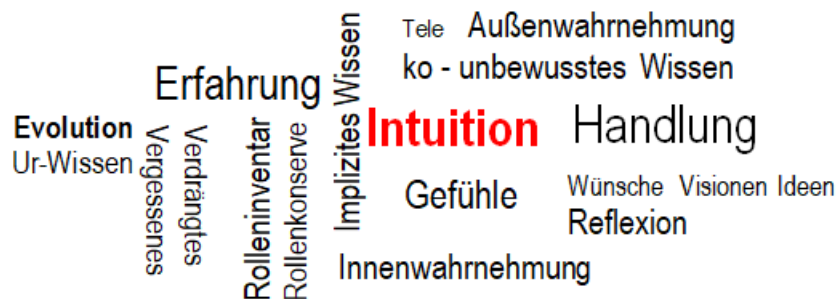 Tele Außenwahrnehmung
ko - unbewusstes Wissen
Erfahrung
Evolution
Ur-Wissen
Vergessenes
Verdrängtes
Rolleninventar
Rollenkonserve
Implizites Wissen
Intuition
Handlung
Gefühle
Wünsche Visionen Ideen
Reflexion
Innenwahrnehmung